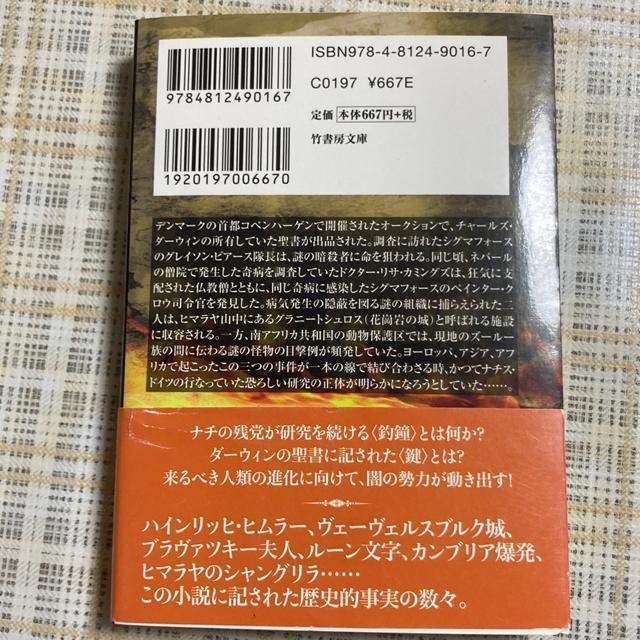 ISBN978-4-8124-9016-7
9784812490167
C0197 ¥667E
定価 本体667円+税
竹書房文庫
1920197006670
デンマークの首都コペンハーゲンで開催されたオークションで、チャールズ・
ダーウィンの所有していた聖書が出品された。調査に訪れたシグマフォース
のグレイソン・ピアース隊長は、謎の暗殺者に命を狙われる。同じ頃、ネパール
の僧院で発生した奇病を調査していたドクター・リサ・カミングズは、狂気に支
配された仏教僧とともに、同じ奇病に感染したシグマフォースのペインター・ク
ロウ司令官を発見した。病気発生の隠蔽を図る謎の組織に捕らえられた二
人は、ヒマラヤ山中にあるグラニートシュロス(花崗岩の城)と呼ばれる施設
に収容される。一方、南アフリカ共和国の動物保護区では、現地のズールー
族の間に伝わる謎の怪物の目撃例が頻発していた。ヨーロッパ、アジア、アフ
リカで起こったこの三つの事件が一本の線で結び合わさる時、かつてナチス・
ドイツの行なっていた恐ろしい研究の正体が明らかになろうとしていた……。
ナチの残党が研究を続ける〈釣鐘〉とは何か?
ダーウィンの聖書に記された〈鍵〉とは?
来るべき人類の進化に向けて、闇の勢力が動き出す!
ハインリッヒ・ヒムラー、ヴェーヴェルスブルク城、
ブラヴァツキー夫人、ルーン文字、カンブリア爆発、
ヒマラヤのシャングリラ……
この小説に記された歴史的事実の数々。